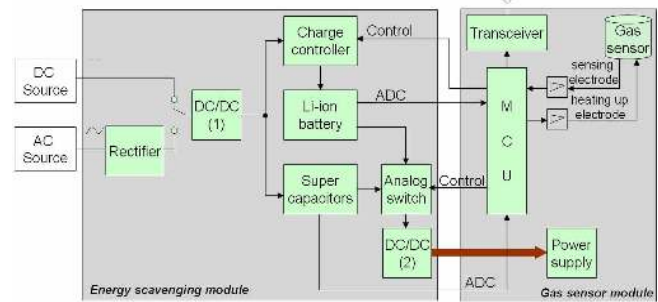 Charge
controller
Control
Transceiver
Gas
sensor
DC
Source
sensing
electrode
DC/DC
(1)
Li-ion
battery
ADC
M
C
U
heating up
electrode
AC
Source
Rectifier
Super
capacitors
Analog
switch
Control
DC/DC
(2)
Power
supply
ADC
Energy scavenging module
Gas sensor module